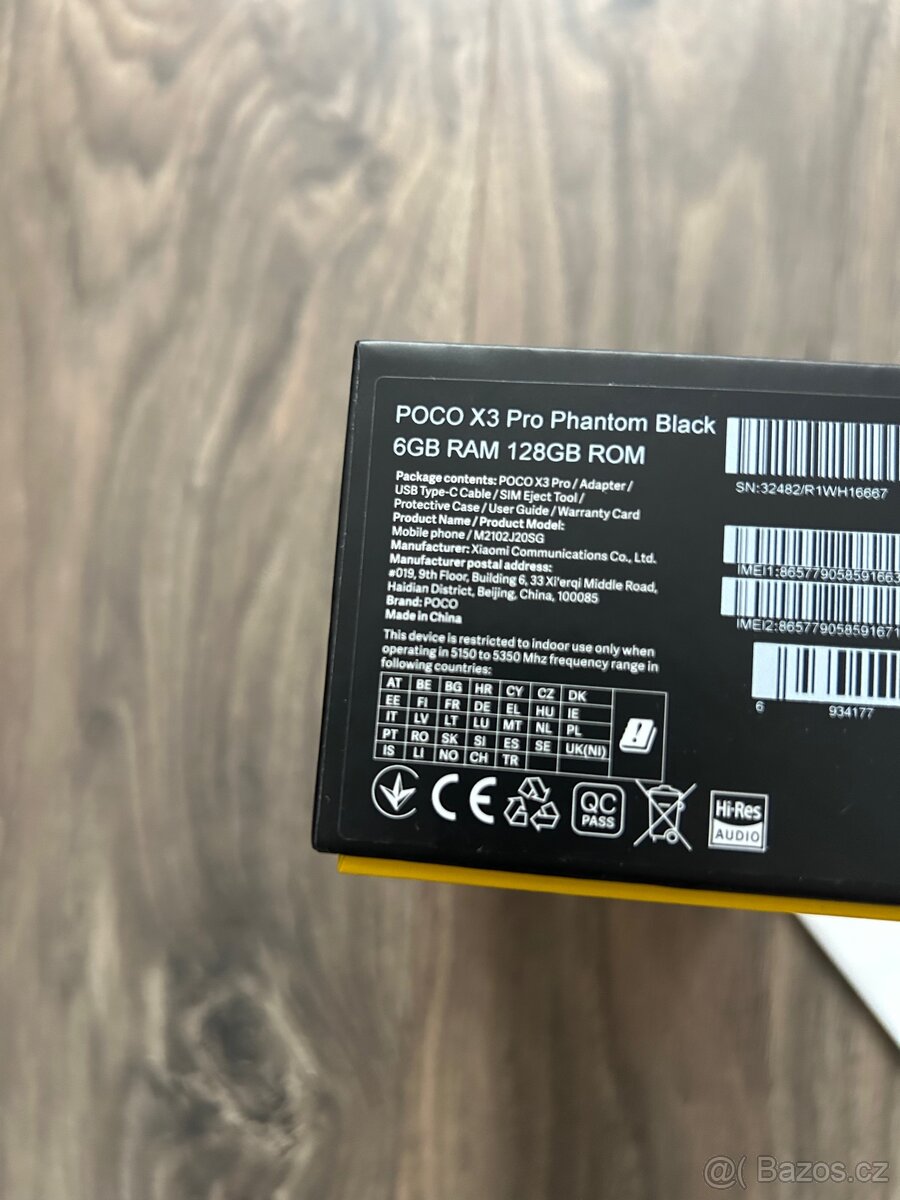 POCO X3 Pro Phantom Black
6GB RAM 128GB ROM
Package contents: POCO X3 Pro / Adapter /
USB Type-C Cable / SIM Eject Tool /
Protective Case / User Guide / Warranty Card
Product Name / Product Model:
Mobile phone / M2102J20SG
Manufacturer: Xiaomi Communications Co., Ltd.
Manufacturer postal address:
#019, 9th Floor, Building 6, 33 Xi'erqi Middle Road,
Haidian District, Beijing, China, 100085
Brand: POCO
Made in China
This device is restricted to indoor use only when
operating in 5150 to 5350 Mhz frequency range in
following countries:
AT BE BG HR CY CZ DK
EE FI FR DE EL HU IE
IT LV LT LU MT NL PL
PT RO SK SI ES SE UK(NI)
IS LI NO CH TR
CE
QC
PASS
Hi-Res
AUDIO
SN:32482/R1WH16667
IMEI1:865779058591663
IMEI2:865779058591671
6 934177
@( Bazos.cz